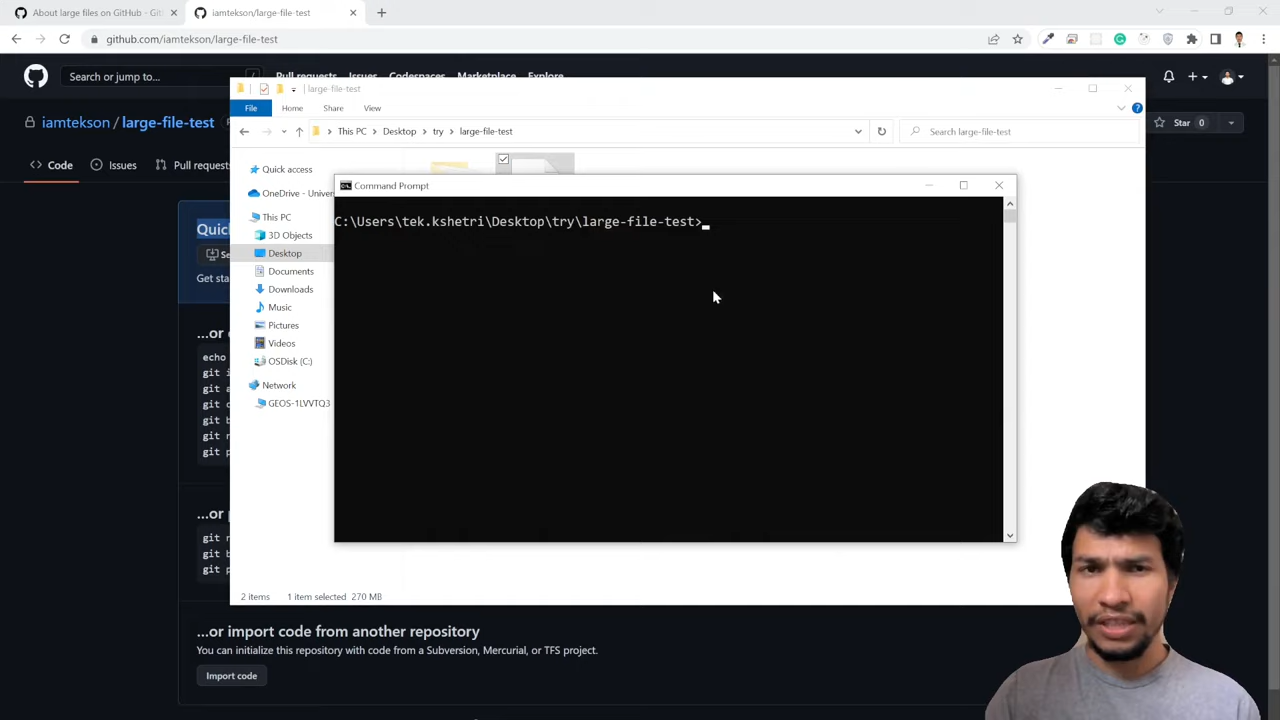 About large files on GitHub - Git
iamtekson/large-file-test
github.com/iamtekson/large-file-test
Search or jump to...
/
Pull requests
Issues
Codespaces
Marketplace
Explore
iamtekson / large-file-test
Star 0
Code
Issues
Pull requests
large-file-test
File
Home
Share
View
This PC
Desktop
try
large-file-test
Search large-file-test
Quick access
OneDrive - Univers
This PC
3D Objects
Desktop
Documents
Downloads
Music
Pictures
Videos
OSDisk (C:)
Network
GEOS-1LVVTQ3
Command Prompt
C:\Users\tek.kshetri\Desktop\try\large-file-test>
2 items
1 item selected 270 MB
Quic
Se
Get sta
...or
echo
git i
git a
git c
git b
git r
git p
...or
git r
git b
git p
...or import code from another repository
You can initialize this repository with code from a Subversion, Mercurial, or TFS project.
Import code